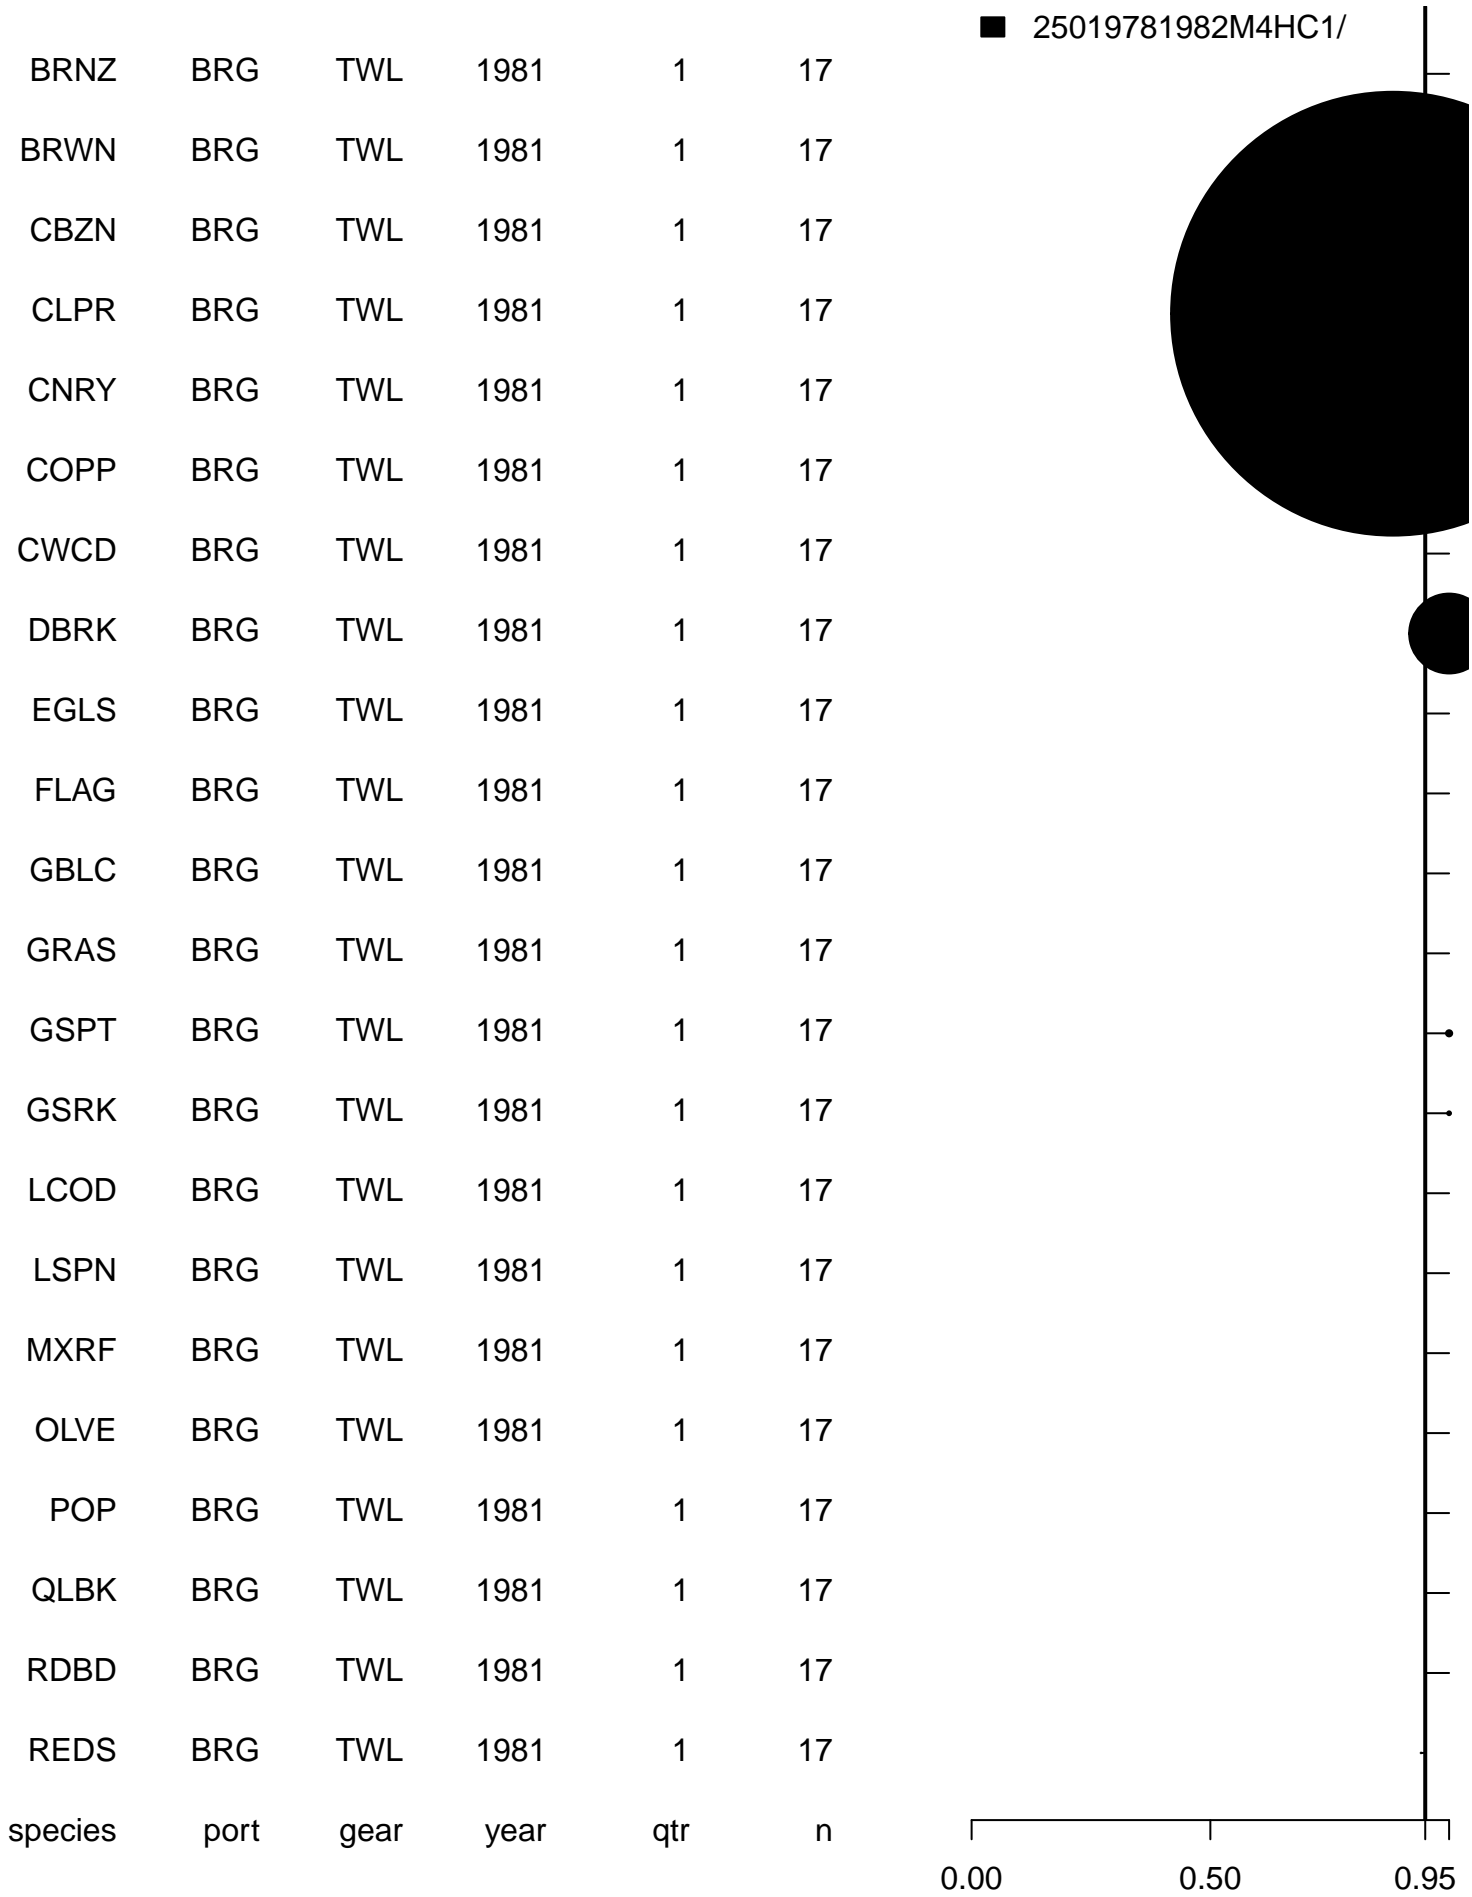 25019781982M4HC1/
BRNZ BRG TWL 1981 1 17
BRWN BRG TWL 1981 1 17
CBZN BRG TWL 1981 1 17
CLPR BRG TWL 1981 1 17
CNRY BRG TWL 1981 1 17
COPP BRG TWL 1981 1 17
CWCD BRG TWL 1981 1 17
DBRK BRG TWL 1981 1 17
EGLS BRG TWL 1981 1 17
FLAG BRG TWL 1981 1 17
GBLC BRG TWL 1981 1 17
GRAS BRG TWL 1981 1 17
GSPT BRG TWL 1981 1 17
GSRK BRG TWL 1981 1 17
LCOD BRG TWL 1981 1 17
LSPN BRG TWL 1981 1 17
MXRF BRG TWL 1981 1 17
OLVE BRG TWL 1981 1 17
POP BRG TWL 1981 1 17
QLBK BRG TWL 1981 1 17
RDBD BRG TWL 1981 1 17
REDS BRG TWL 1981 1 17
species port gear year qtr n
0.00 0.50 0.95